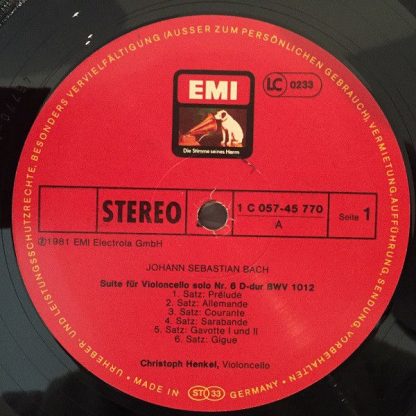 URHEBER- UND LEISTUNGSSCHUTZRECHTE, BESONDERS VERVIELFÄLTIGUNG (AUSSER ZUM PERSÖNLICHEN GEBRAUCH), VERMIETUNG, AUFFÜHRUNG, SENDUNG, VORBEHALTEN
EMI
LC 0233
Die Stimme seines Herrn
STEREO
1 C 057-45 770
A
Seite 1
Ⓟ1981 EMI Electrola GmbH
JOHANN SEBASTIAN BACH
Suite für Violoncello solo Nr. 6 D-dur BWV 1012
1. Satz: Prélude
2. Satz: Allemande
3. Satz: Courante
4. Satz: Sarabande
5. Satz: Gavotte I und II
6. Satz: Gigue
Christoph Henkel, Violoncello
MADE IN ST 33 GERMANY